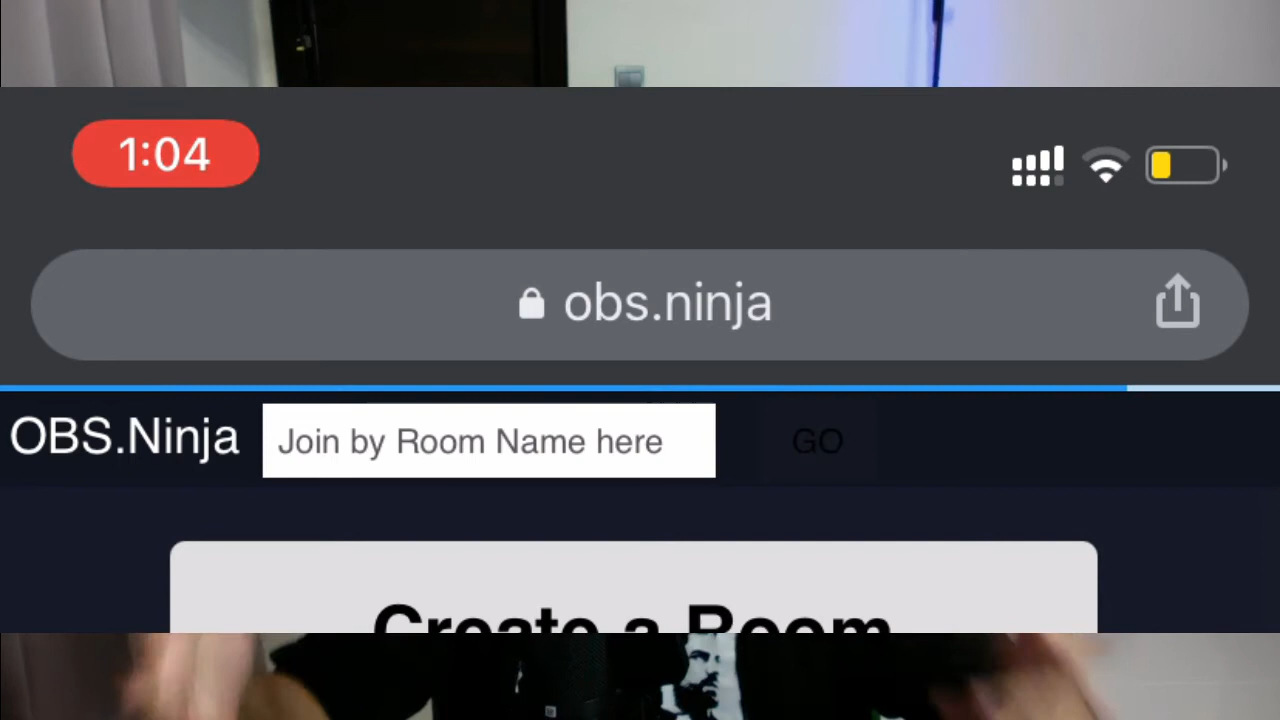 1:04
obs.ninja
OBS.Ninja
Join by Room Name here
GO
Create a Room